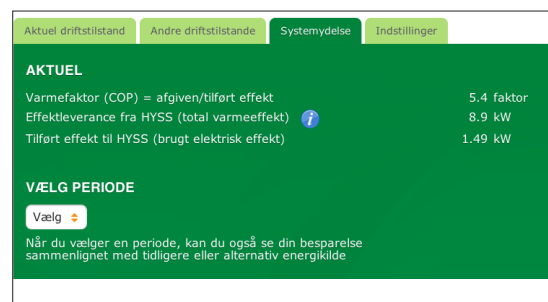 Aktuel driftstilstand Andre driftstilstande Systemydelse Indstillinger
AKTUEL
Varmefaktor (COP) = afgiven/tilført effekt 5.4 faktor
Effektleverance fra HYSS (total varmeeffekt) i 8.9 kW
Tilført effekt til HYSS (brugt elektrisk effekt) 1.49 kW
VÆLG PERIODE
Vælg
Når du vælger en periode, kan du også se din besparelse
sammenlignet med tidligere eller alternativ energikilde